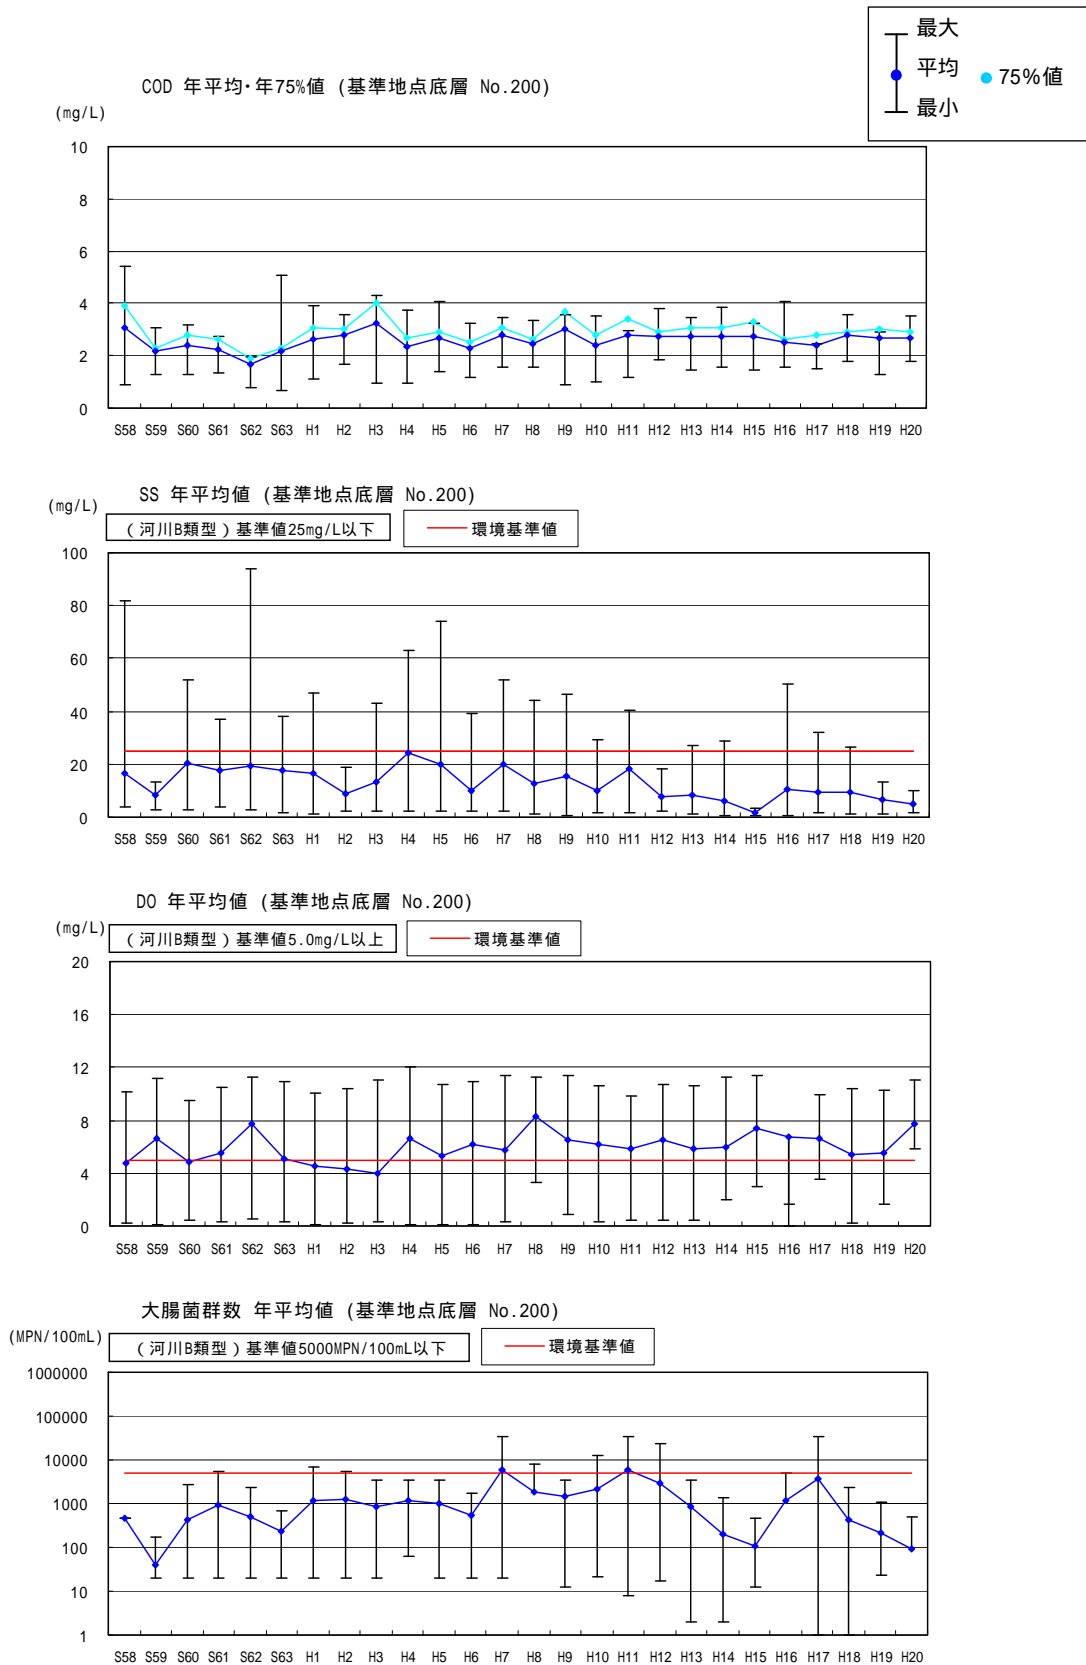 最大
平均
75%値
最小
COD 年平均・年75%値 (基準地点底層 No.200)
(mg/L)
10
8
6
4
2
0
S58 S59 S60 S61 S62 S63 H1 H2 H3 H4 H5 H6 H7 H8 H9 H10 H11 H12 H13 H14 H15 H16 H17 H18 H19 H20
SS 年平均値 (基準地点底層 No.200)
(mg/L)
(河川B類型)基準値25mg/L以下
環境基準値
100
80
60
40
20
0
S58 S59 S60 S61 S62 S63 H1 H2 H3 H4 H5 H6 H7 H8 H9 H10 H11 H12 H13 H14 H15 H16 H17 H18 H19 H20
DO 年平均値 (基準地点底層 No.200)
(mg/L)
(河川B類型)基準値5.0mg/L以上
環境基準値
20
16
12
8
4
0
S58 S59 S60 S61 S62 S63 H1 H2 H3 H4 H5 H6 H7 H8 H9 H10 H11 H12 H13 H14 H15 H16 H17 H18 H19 H20
大腸菌群数 年平均値 (基準地点底層 No.200)
(MPN/100mL)
(河川B類型)基準値5000MPN/100mL以下
環境基準値
1000000
100000
10000
1000
100
10
1
S58 S59 S60 S61 S62 S63 H1 H2 H3 H4 H5 H6 H7 H8 H9 H10 H11 H12 H13 H14 H15 H16 H17 H18 H19 H20